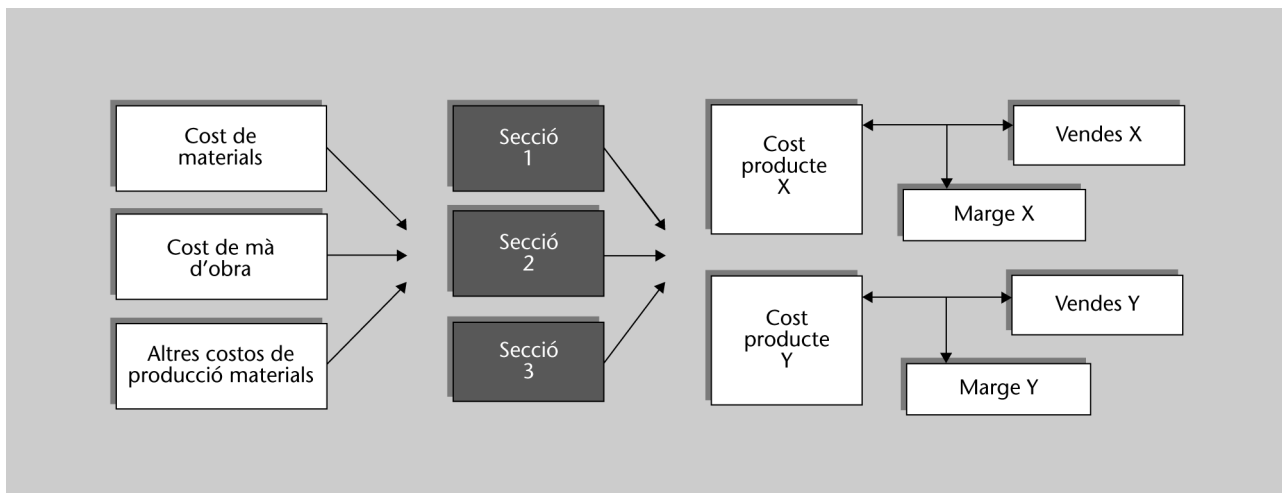 Cost de
materials
Cost de mà
d'obra
Altres costos de
producció materials
Secció
1
Secció
2
Secció
3
Cost
producte
X
Vendes X
Marge X
Cost
producte
Y
Vendes Y
Marge Y